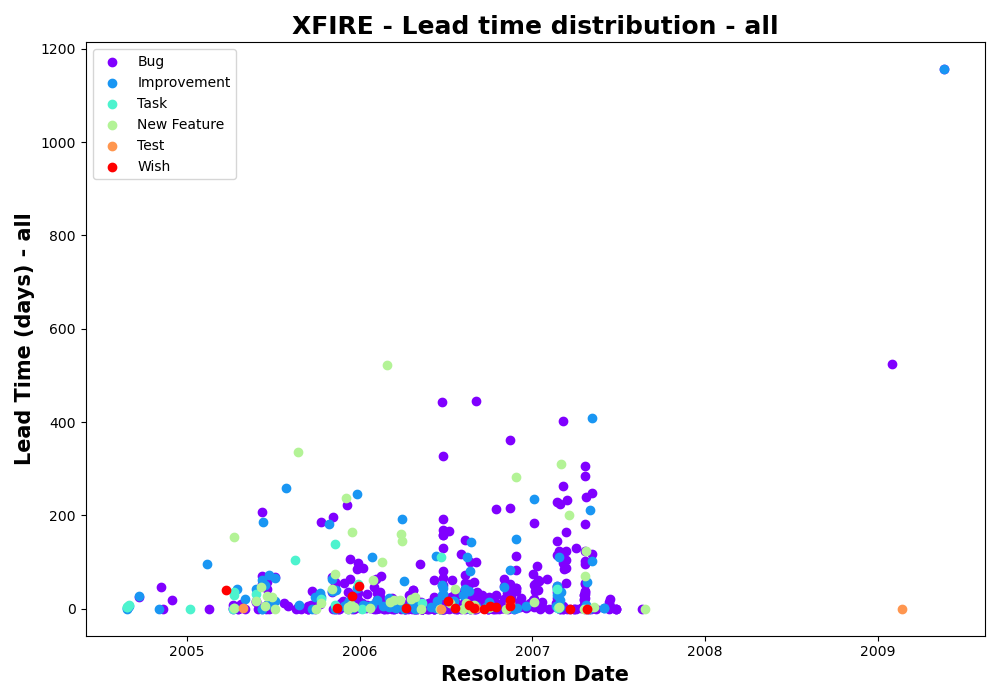 XFIRE - Lead time distribution - all
Bug
Improvement
Task
New Feature
Test
Wish
Lead Time (days) - all
1200
1000
800
600
400
200
0
2005 2006 2007 2008 2009
Resolution Date